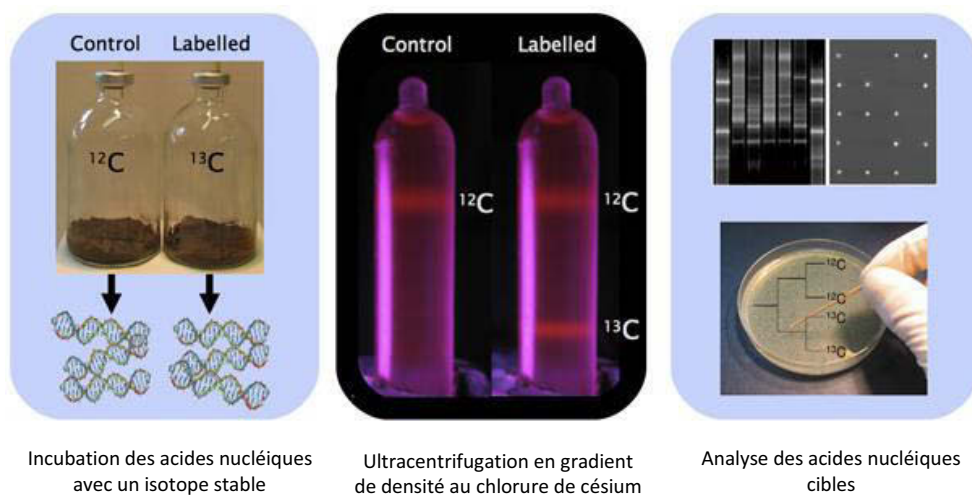 Control Labelled
¹²C ¹³C
Control Labelled
¹²C ¹²C
¹³C
¹²C
¹²C
¹³C
¹³C
Incubation des acides nucléiques
avec un isotope stable
Ultracentrifugation en gradient
de densité au chlorure de césium
Analyse des acides nucléiques
cibles